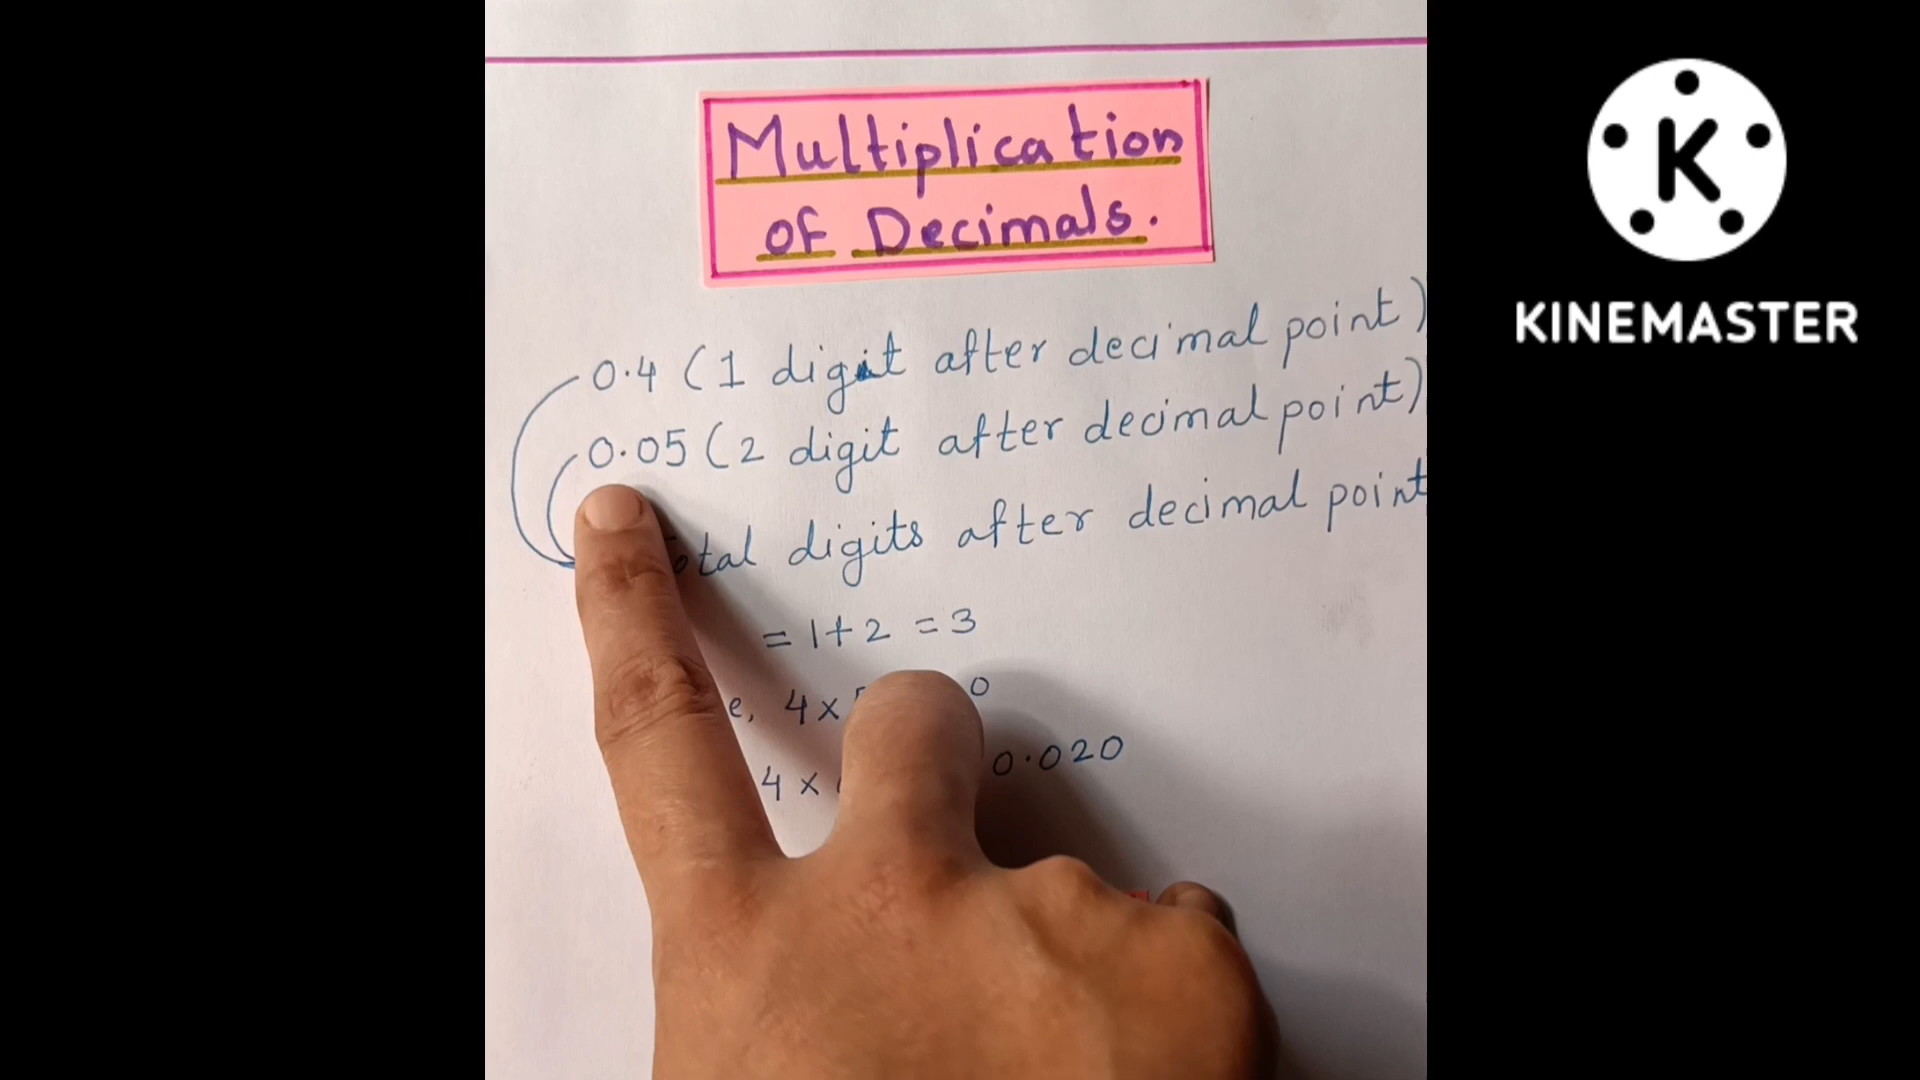 Multiplication
of Decimals.
0.4 (1 digit after decimal point)
0.05 (2 digit after decimal point)
digits after decimal point
= 1+2 = 3
4 × 0
4 × 0.020
K
KINEMASTER